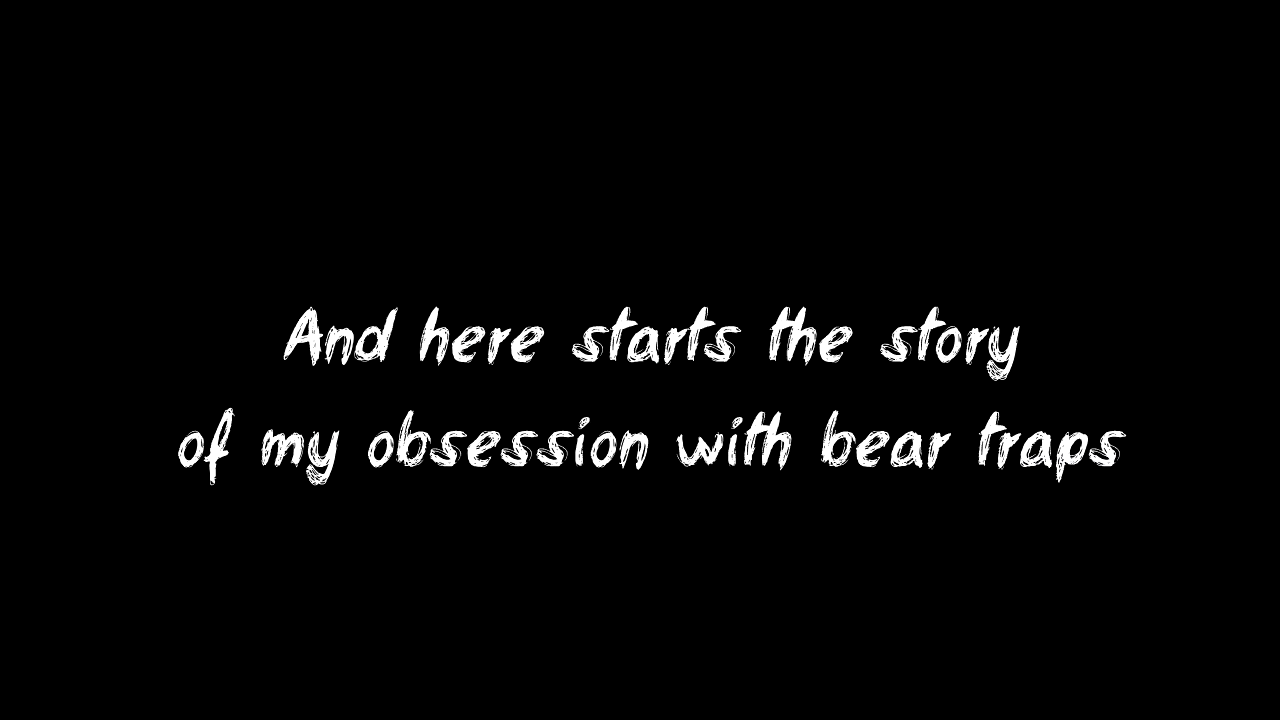 And here starts the story
of my obsession with bear traps